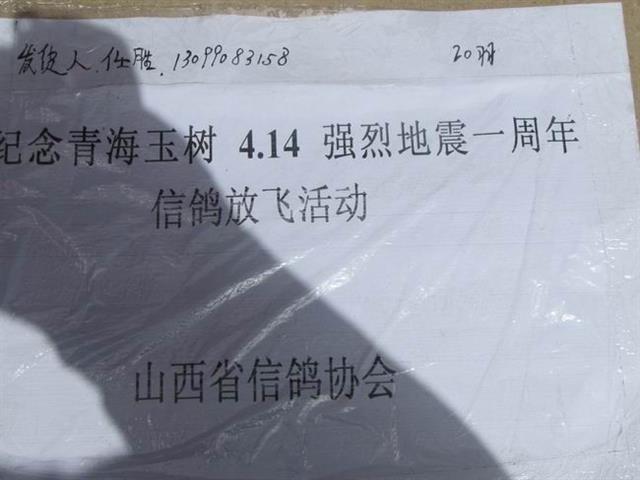 发使人.任胜.13099083158 20羽
纪念青海玉树 4.14 强烈地震一周年
信鸽放飞活动
山西省信鸽协会